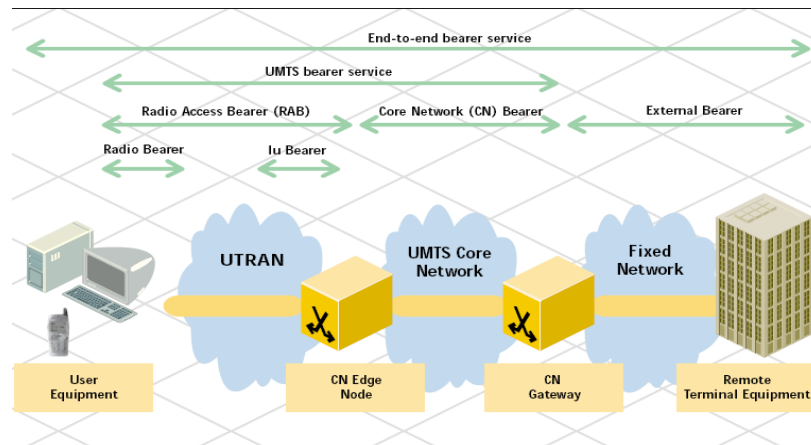 End-to-end bearer service
UMTS bearer service
Radio Access Bearer (RAB)
Core Network (CN) Bearer
External Bearer
Radio Bearer
Iu Bearer
UTRAN
UMTS Core
Network
Fixed
Network
User
Equipment
CN Edge
Node
CN
Gateway
Remote
Terminal Equipment